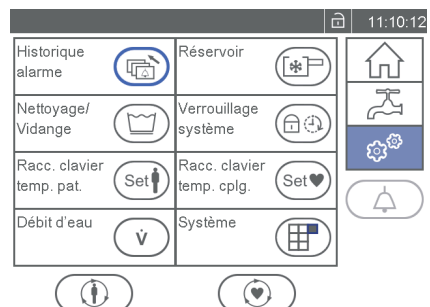 11:10:12
Historique
alarme
Réservoir
Nettoyage/
Vidange
Verrouillage
système
Racc. clavier
temp. pat.
Set
Racc. clavier
temp. cplg.
Set
Débit d'eau
V̇
Système